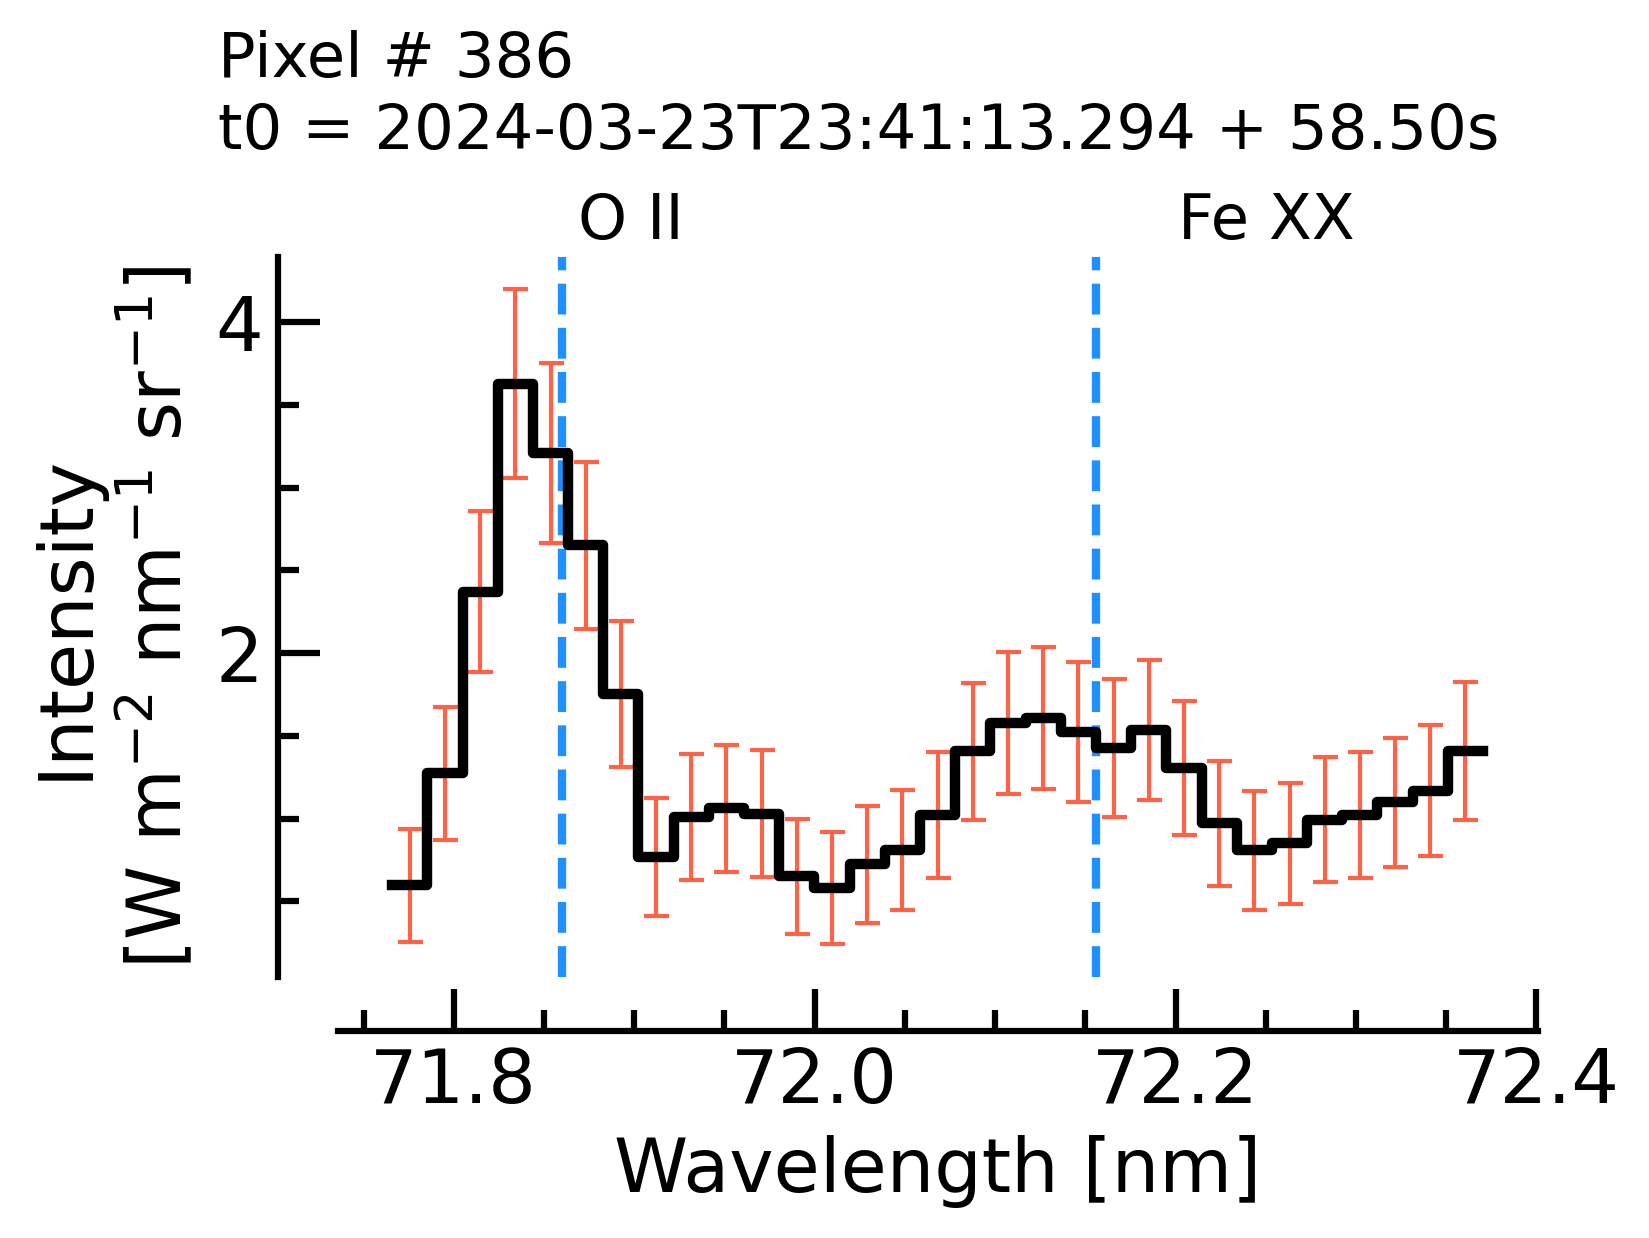 Pixel # 386
t0 = 2024-03-23T23:41:13.294 + 58.50s
O II
Fe XX
Intensity
[W m⁻² nm⁻¹ sr⁻¹]
4
2
71.8
72.0
72.2
72.4
Wavelength [nm]